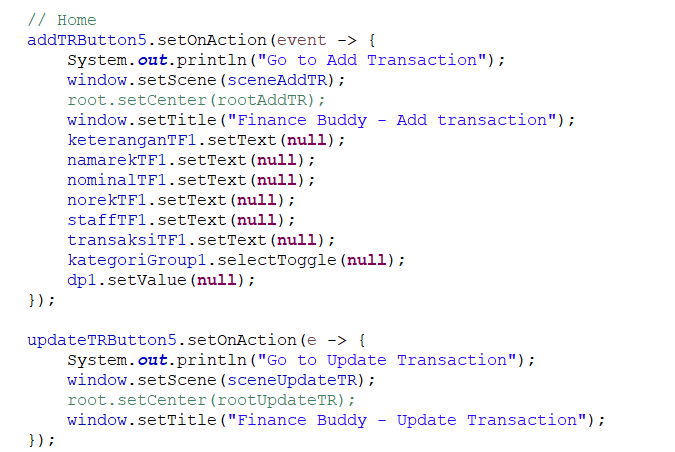 // Home
addTRButton5.setOnAction(event -> {
    System.out.println("Go to Add Transaction");
    window.setScene(sceneAddTR);
    root.setCenter(rootAddTR);
    window.setTitle("Finance Buddy - Add transaction");
    keteranganTF1.setText(null);
    namarekTF1.setText(null);
    nominalTF1.setText(null);
    norekTF1.setText(null);
    staffTF1.setText(null);
    transaksiTF1.setText(null);
    kategoriGroup1.selectToggle(null);
    dp1.setValue(null);
});

updateTRButton5.setOnAction(e -> {
    System.out.println("Go to Update Transaction");
    window.setScene(sceneUpdateTR);
    root.setCenter(rootUpdateTR);
    window.setTitle("Finance Buddy - Update Transaction");
});